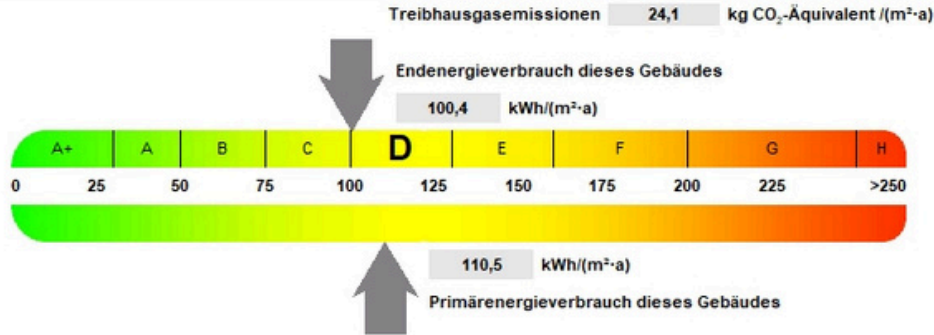 Treibhausgasemissionen 24,1 kg CO₂-Äquivalent /(m²·a)
Endenergieverbrauch dieses Gebäudes
100,4 kWh/(m²·a)
A+ A B C D E F G H
0 25 50 75 100 125 150 175 200 225 >250
110,5 kWh/(m²·a)
Primärenergieverbrauch dieses Gebäudes